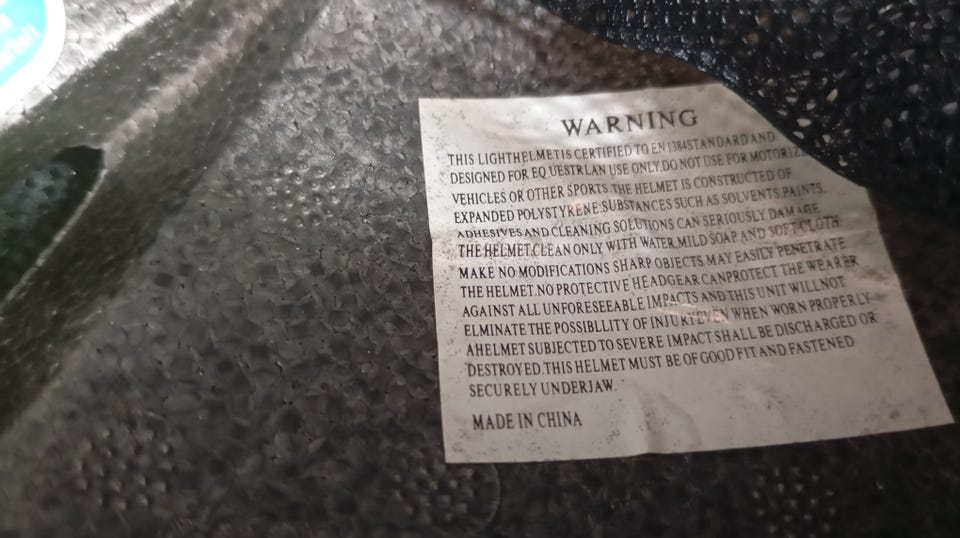 WARNING
THIS LIGHTHELMETIS CERTIFIED TO EN 1384STANDARD AND
DESIGNED FOR EQ UESTRLAN USE ONLY.DO NOT USE FOR
VEHICLES OR OTHER SPORTS THE HELMET IS CONSTRUCTED OF
EXPANDED POLYSTYRENE.SUBSTANCES SUCH AS SOLVENTS.PAINTS
ADHESIVES AND CLEANING SOLUTIONS CAN SERIOUSLY DAMAGE
THE HELMET.CLEAN ONLY WITH WATER,MILD SOAP AND SOFT CLOTH
MAKE NO MODIFICATIONS SHARP OBJECTS MAY EASILY PENETRATE
THE HELMET.NO PROTECTIVE HEADGEAR CANPROTECT THE WEARER
AGAINST ALL UNFORESEEABLE IMPACTS AND THIS UNIT WILLNOT
ELMINATE THE POSSIBLLITY OF INJURY EVEN WHEN WORN PROPERLY
AHELMET SUBJECTED TO SEVERE IMPACT SHALL BE DISCHARGED OR
DESTROYED.THIS HELMET MUST BE OF GOOD FIT AND FASTENED
SECURELY UNDERJAW.
MADE IN CHINA